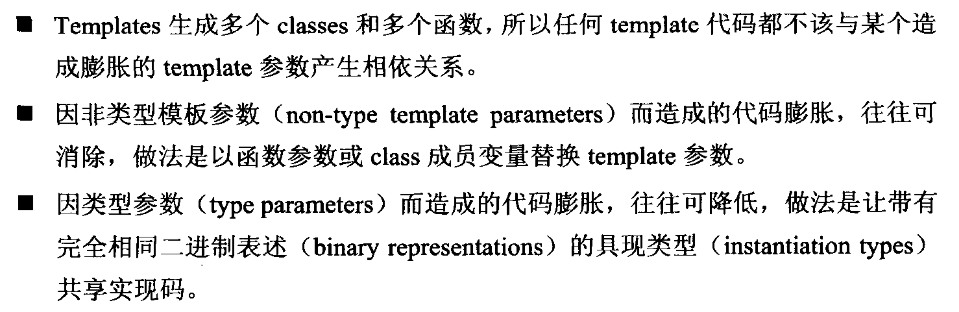 ■ Templates 生成多个 classes 和多个函数，所以任何 template 代码都不该与某个造
成膨胀的 template 参数产生相依关系。
■ 因非类型模板参数（non-type template parameters）而造成的代码膨胀，往往可
消除，做法是以函数参数或 class 成员变量替换 template 参数。
■ 因类型参数（type parameters）而造成的代码膨胀，往往可降低，做法是让带有
完全相同二进制表述（binary representations）的具现类型（instantiation types）
共享实现码。